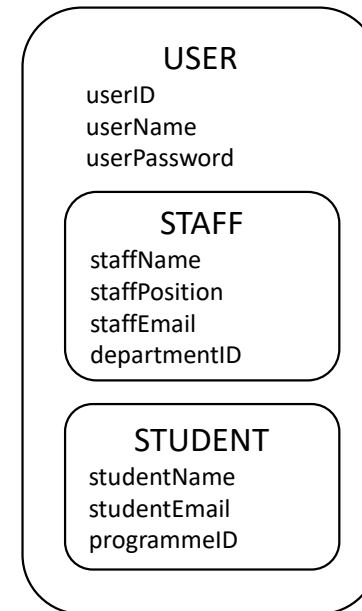 USER
userID
userName
userPassword
STAFF
staffName
staffPosition
staffEmail
departmentID
STUDENT
studentName
studentEmail
programmeID